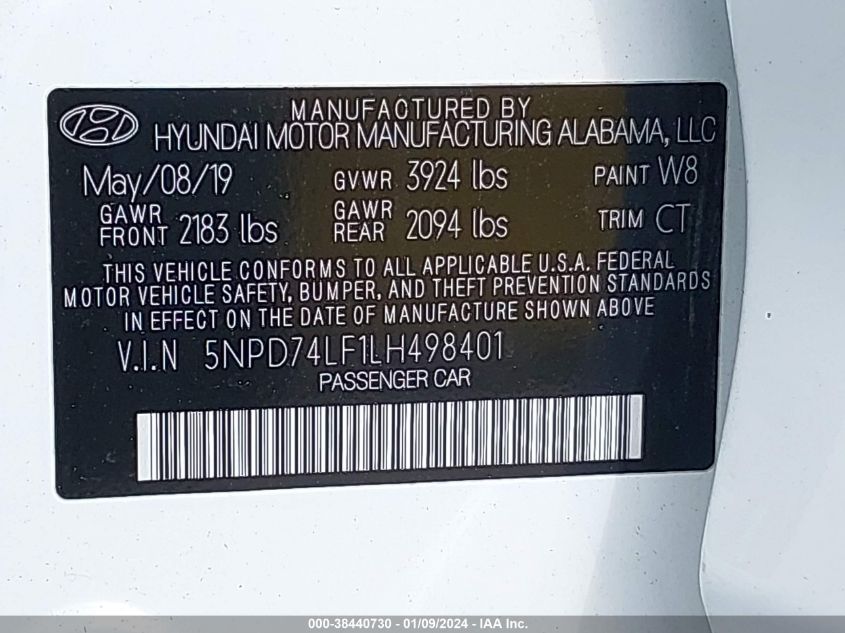 MANUFACTURED BY
HYUNDAI MOTOR MANUFACTURING ALABAMA, LLC
May/08/19 GVWR 3924 lbs PAINT W8
GAWR FRONT 2183 lbs GAWR REAR 2094 lbs TRIM CT
THIS VEHICLE CONFORMS TO ALL APPLICABLE U.S.A. FEDERAL
MOTOR VEHICLE SAFETY, BUMPER, AND THEFT PREVENTION STANDARDS
IN EFFECT ON THE DATE OF MANUFACTURE SHOWN ABOVE
V.I.N 5NPD74LF1LH498401
PASSENGER CAR
000-38440730 - 01/09/2024 - IAA Inc.